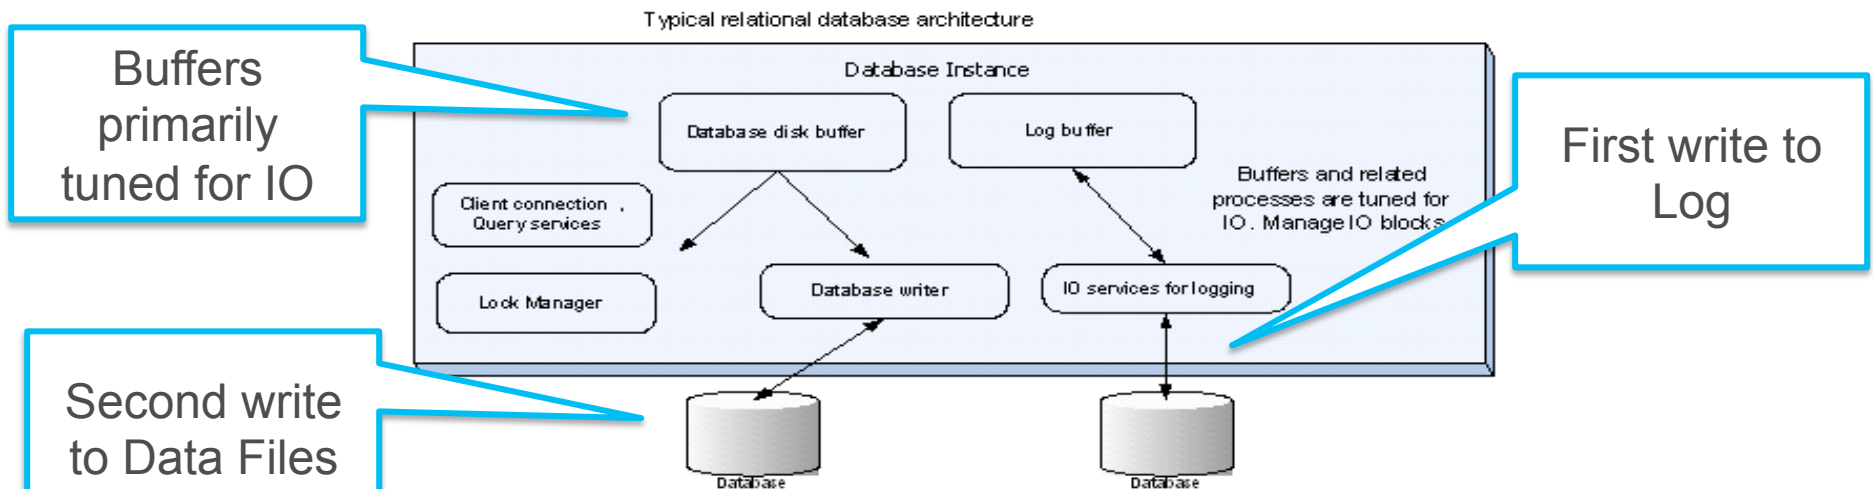 Typical relational database architecture
Buffers
primarily
tuned for IO
Database Instance
Database disk buffer
Log buffer
First write to
Log
Buffers and related
processes are tuned for
IO. Manage IO blocks
Client connection ,
Query services
Lock Manager
Database writer
IO services for logging
Second write
to Data Files
Database
Database